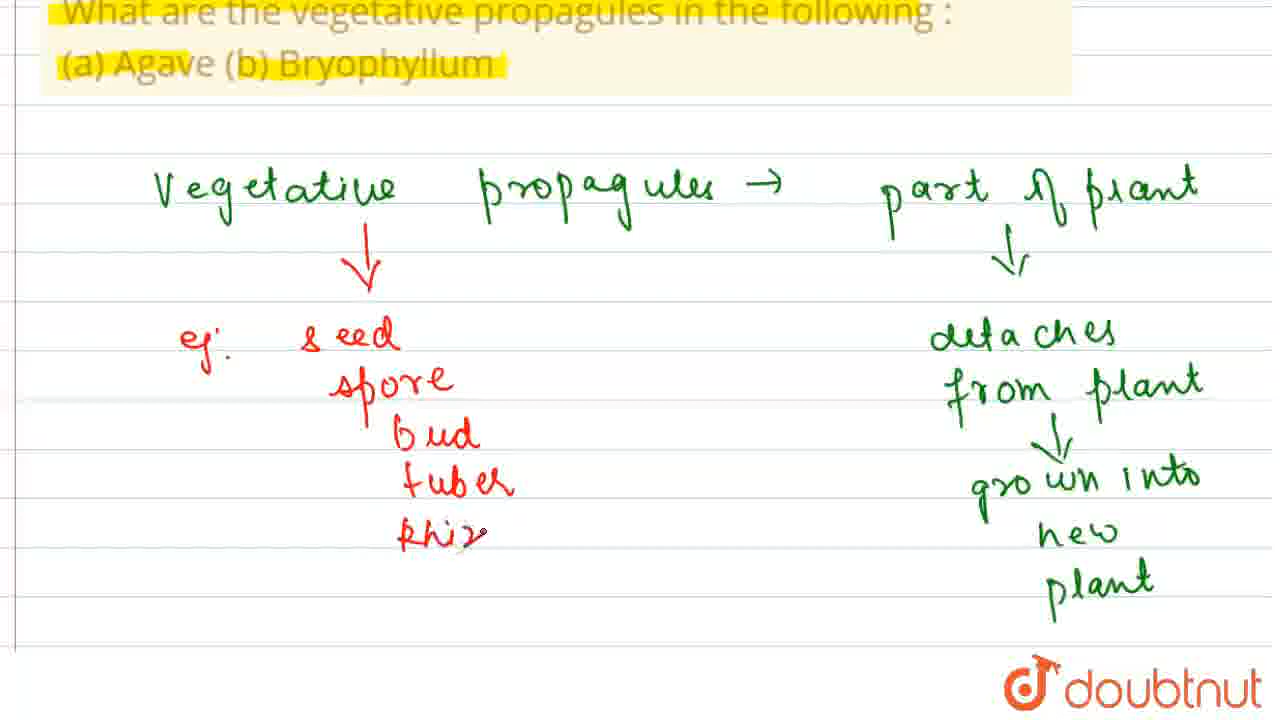 What are the vegetative propagules in the following :
(a) Agave (b) Bryophyllum
Vegetative propagules → part of plant
eg: seed
spore
bud
tuber
Rhiz
detaches
from plant
grown into
new
plant
doubtnut